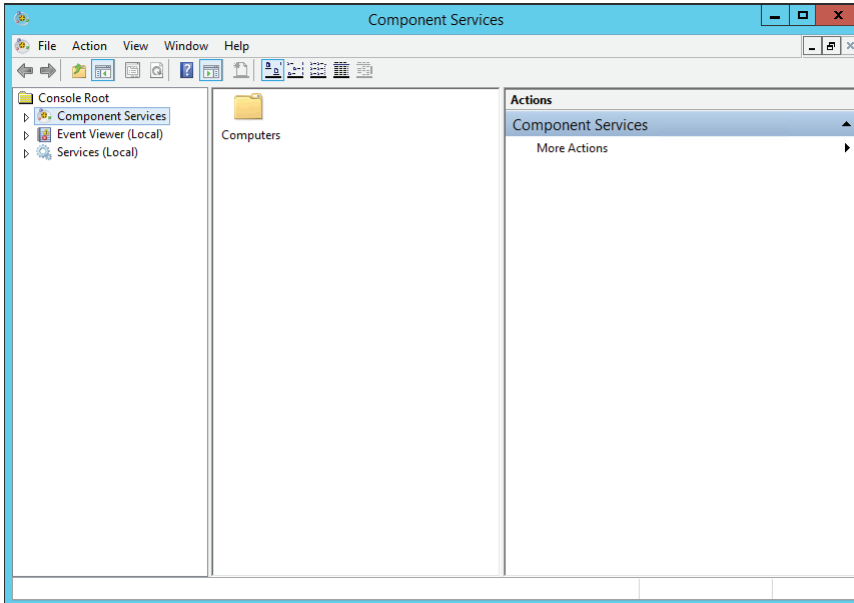 Component Services
File Action View Window Help
Console Root
Component Services
Event Viewer (Local)
Services (Local)
Computers
Actions
Component Services
More Actions